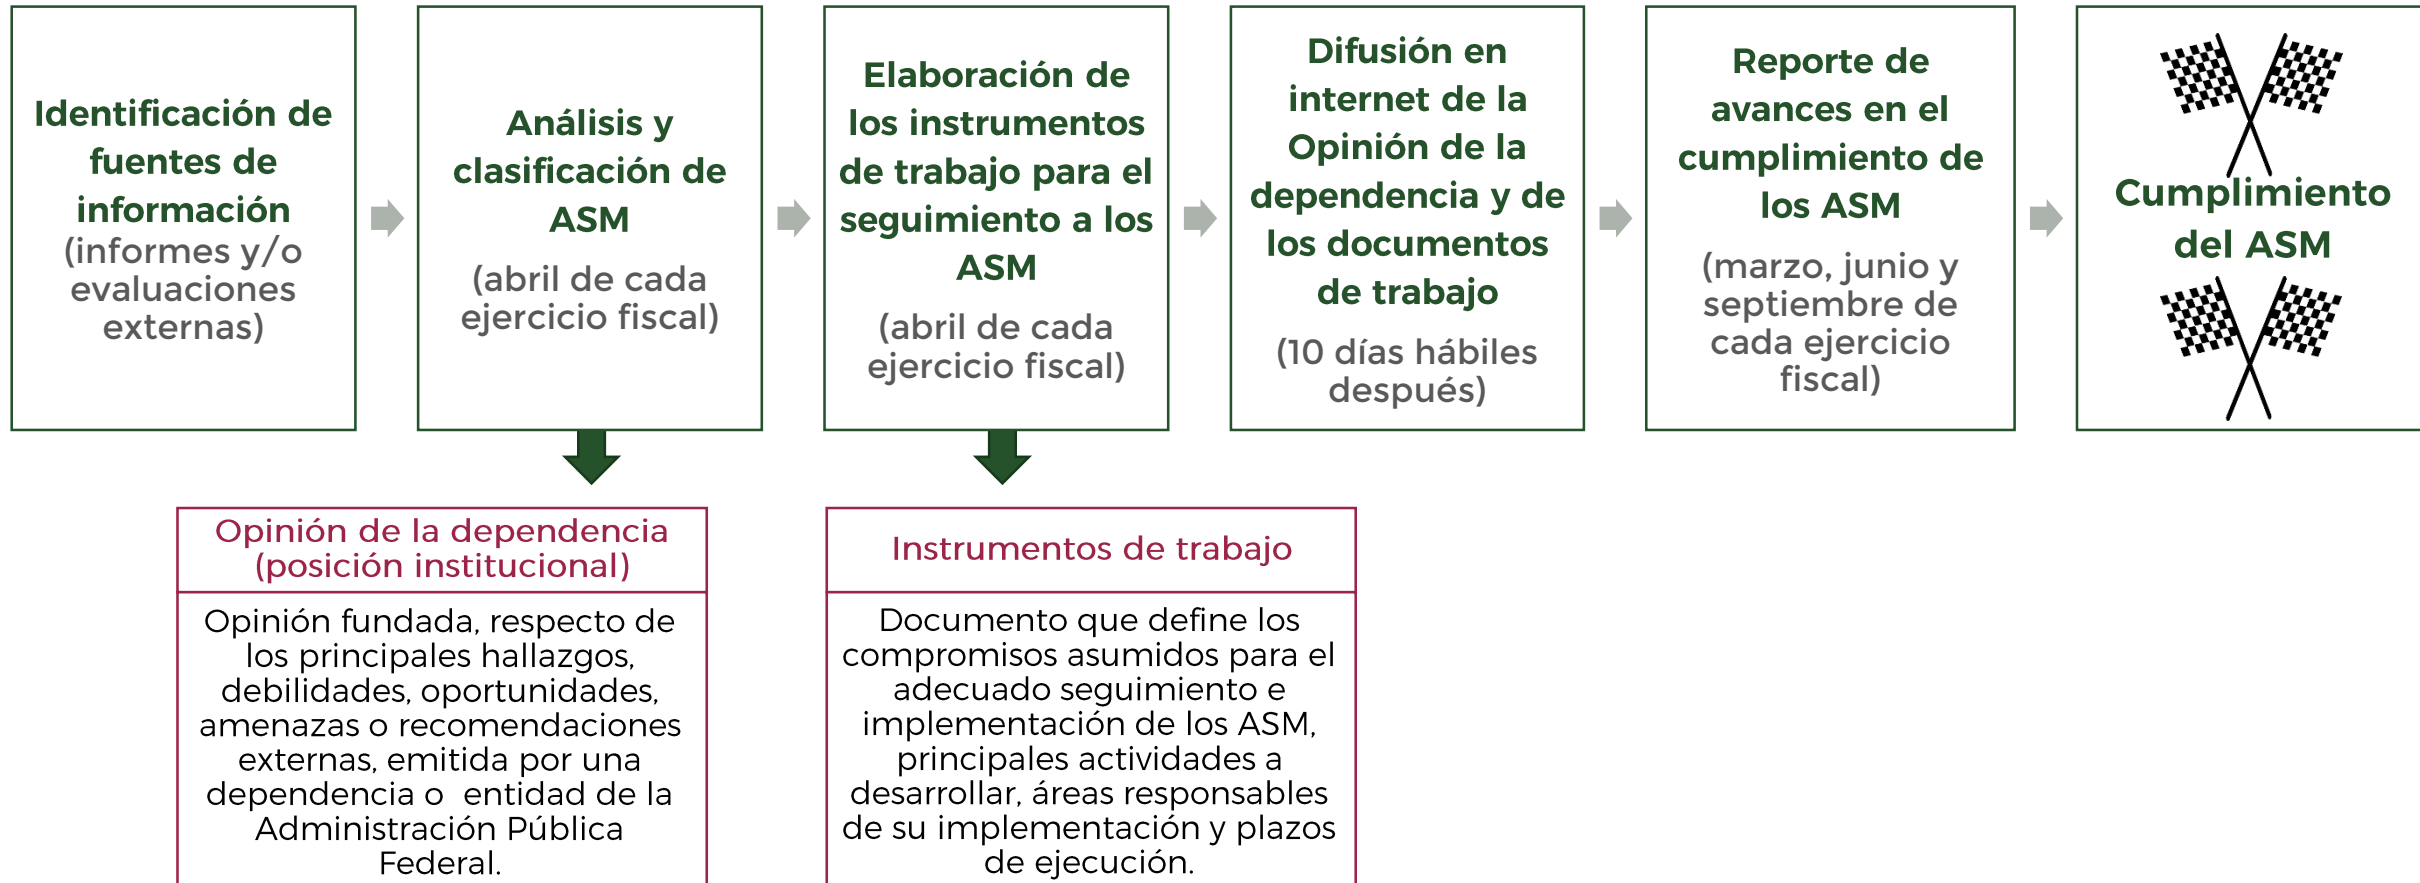 Identificación de
fuentes de
información
(informes y/o
evaluaciones
externas)
Análisis y
clasificación de
ASM
(abril de cada
ejercicio fiscal)
Elaboración de
los instrumentos
de trabajo para el
seguimiento a los
ASM
(abril de cada
ejercicio fiscal)
Difusión en
internet de la
Opinión de la
dependencia y de
los documentos
de trabajo
(10 días hábiles
después)
Reporte de
avances en el
cumplimiento de
los ASM
(marzo, junio y
septiembre de
cada ejercicio
fiscal)
Cumplimiento
del ASM
Opinión de la dependencia
(posición institucional)
Opinión fundada, respecto de
los principales hallazgos,
debilidades, oportunidades,
amenazas o recomendaciones
externas, emitida por una
dependencia o entidad de la
Administración Pública
Federal.
Instrumentos de trabajo
Documento que define los
compromisos asumidos para el
adecuado seguimiento e
implementación de los ASM,
principales actividades a
desarrollar, áreas responsables
de su implementación y plazos
de ejecución.